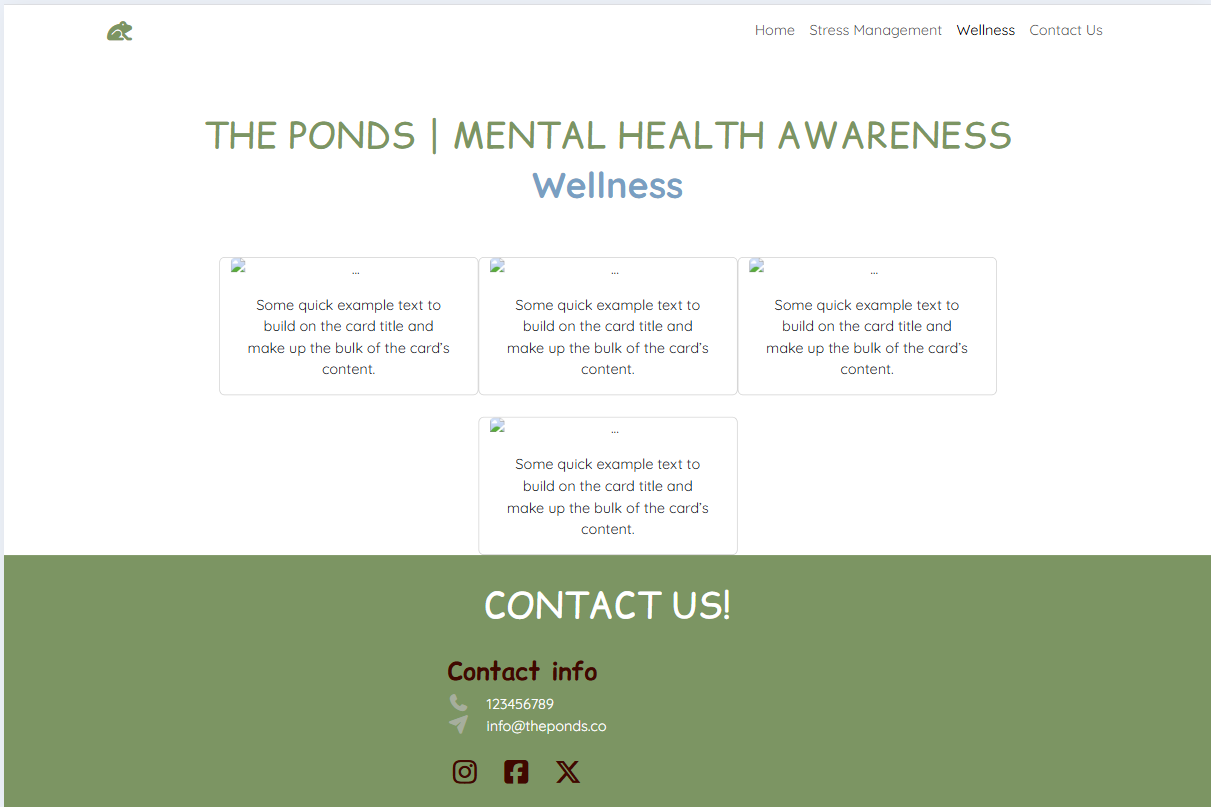 Home Stress Management Wellness Contact Us
THE PONDS | MENTAL HEALTH AWARENESS
Wellness
...
Some quick example text to
build on the card title and
make up the bulk of the card's
content.
...
Some quick example text to
build on the card title and
make up the bulk of the card's
content.
...
Some quick example text to
build on the card title and
make up the bulk of the card's
content.
...
Some quick example text to
build on the card title and
make up the bulk of the card's
content.
CONTACT US!
Contact info
123456789
info@theponds.co